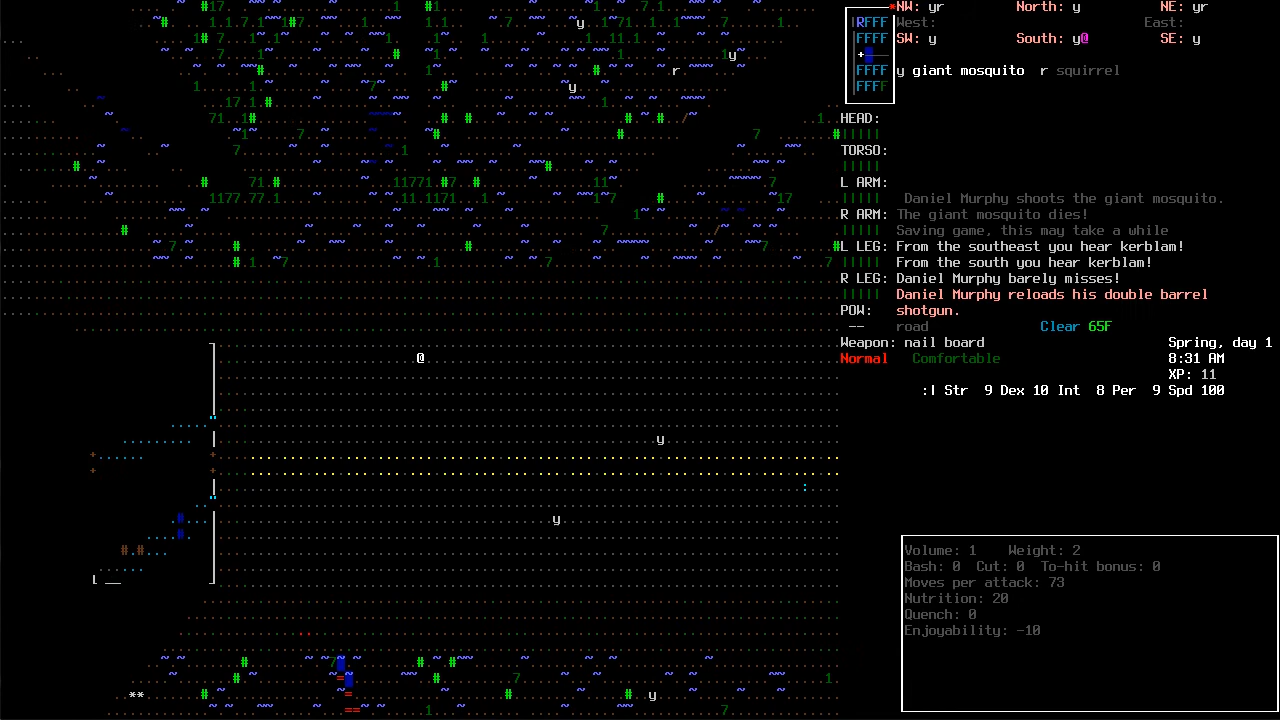 NW: yr North: y NE: yr
West: East:
SW: y South: y@ SE: y
y giant mosquito r squirrel
HEAD:
TORSO:
L ARM:
Daniel Murphy shoots the giant mosquito.
R ARM: The giant mosquito dies!
Saving game, this may take a while
L LEG: From the southeast you hear kerblam!
From the south you hear kerblam!
R LEG: Daniel Murphy barely misses!
Daniel Murphy reloads his double barrel
POW: shotgun.
-- road Clear 65F
Weapon: nail board Spring, day 1
Normal Comfortable 8:31 AM
XP: 11
:| Str 9 Dex 10 Int 8 Per 9 Spd 100
Volume: 1 Weight: 2
Bash: 0 Cut: 0 To-hit bonus: 0
Moves per attack: 73
Nutrition: 20
Quench: 0
Enjoyability: -10